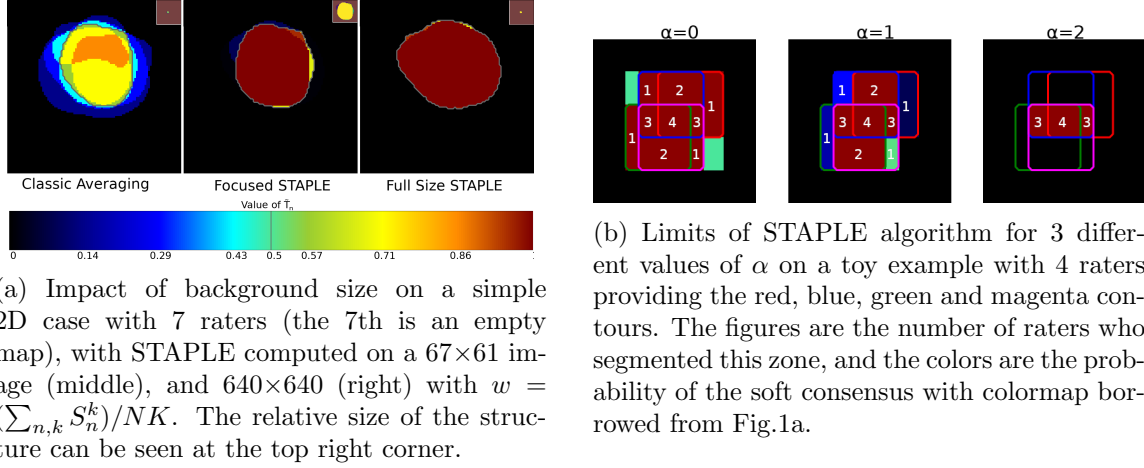 α=0 α=1 α=2
1 2 1 3 4 3 1 2 1
1 2 1 3 4 3 1 2 1
3 4 3
Classic Averaging Focused STAPLE Full Size STAPLE
Value of T̄ₙ
0 0.14 0.29 0.43 0.5 0.57 0.71 0.86
(a) Impact of background size on a simple
2D case with 7 raters (the 7th is an empty
map), with STAPLE computed on a 67×61 im-
age (middle), and 640×640 (right) with w =
(∑ₙ,ₖ Sₙᵏ)/NK. The relative size of the struc-
ture can be seen at the top right corner.
(b) Limits of STAPLE algorithm for 3 differ-
ent values of α on a toy example with 4 raters
providing the red, blue, green and magenta con-
tours. The figures are the number of raters who
segmented this zone, and the colors are the prob-
ability of the soft consensus with colormap bor-
rowed from Fig.1a.